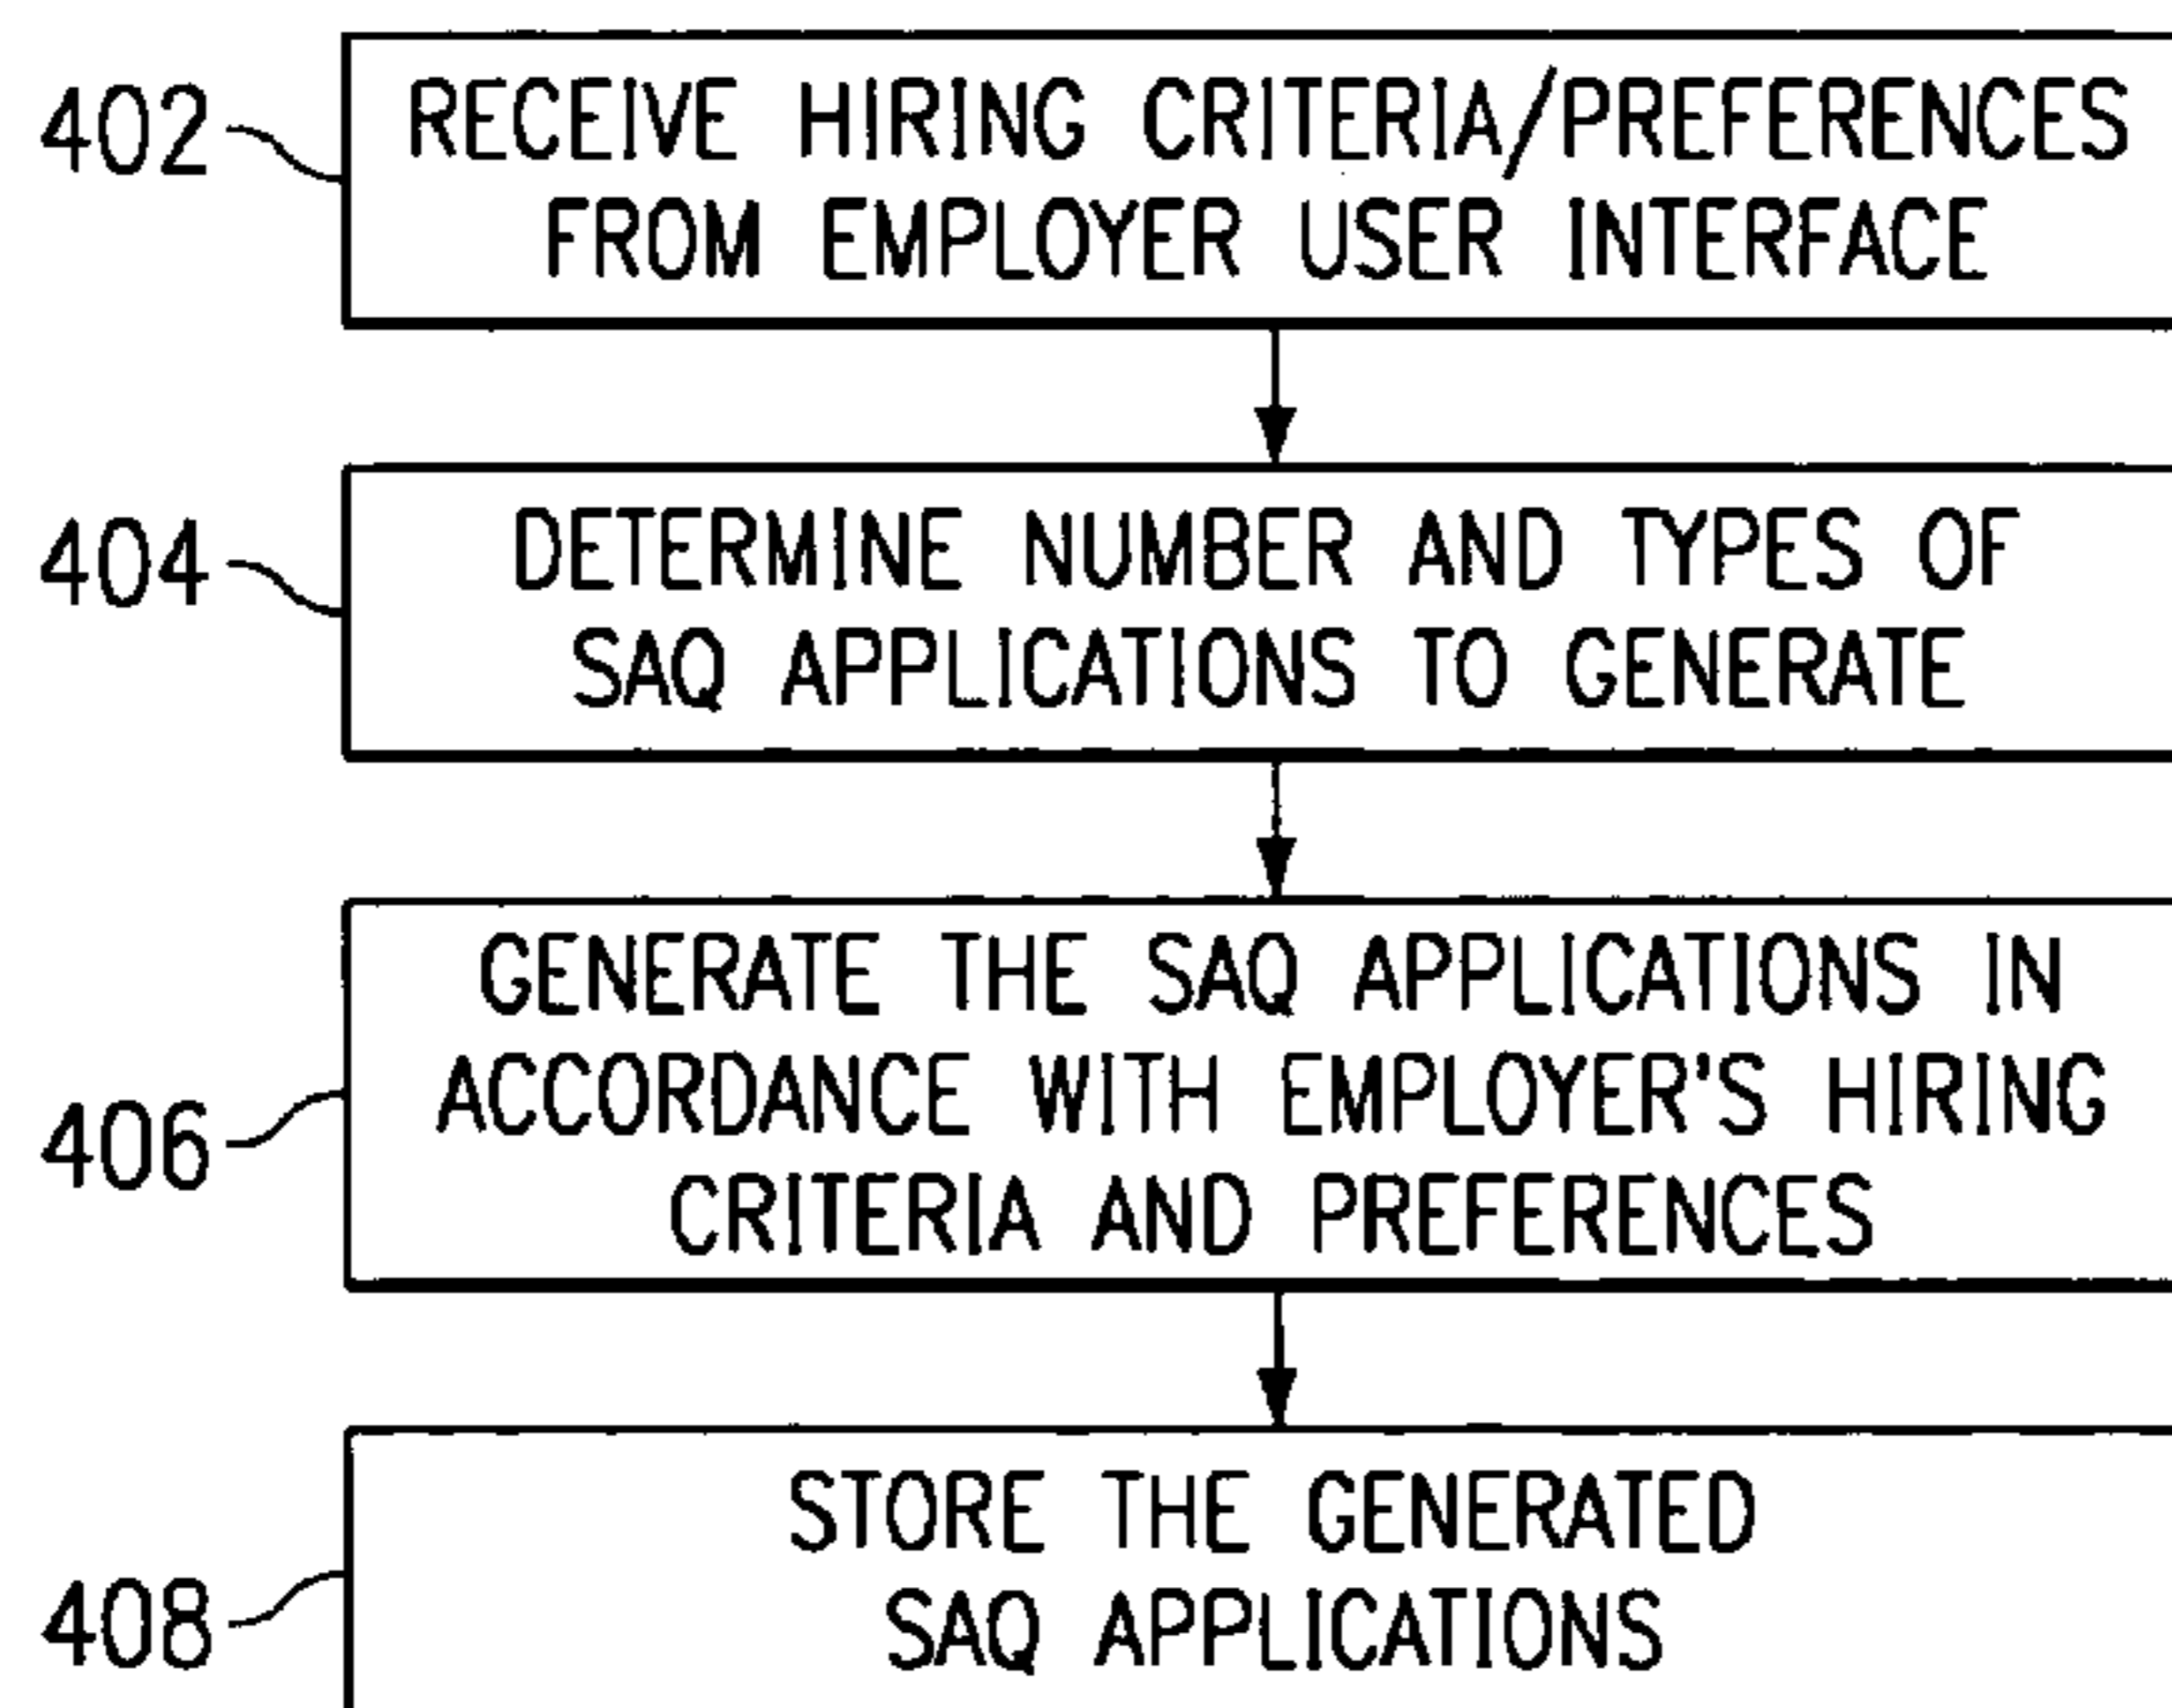 402
RECEIVE HIRING CRITERIA/PREFERENCES
FROM EMPLOYER USER INTERFACE
404
DETERMINE NUMBER AND TYPES OF
SAQ APPLICATIONS TO GENERATE
406
GENERATE THE SAQ APPLICATIONS IN
ACCORDANCE WITH EMPLOYER'S HIRING
CRITERIA AND PREFERENCES
408
STORE THE GENERATED
SAQ APPLICATIONS